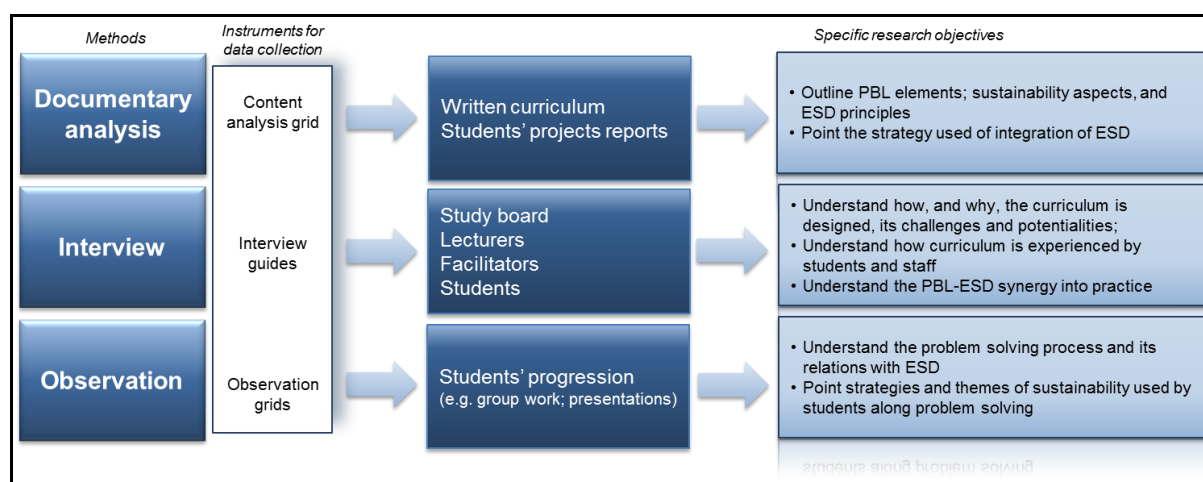 Methods
Instruments for
data collection
Specific research objectives
Documentary
analysis
Content
analysis grid
Written curriculum
Students’ projects reports
• Outline PBL elements; sustainability aspects, and
ESD principles
• Point the strategy used of integration of ESD
Interview
Interview
guides
Study board
Lecturers
Facilitators
Students
• Understand how, and why, the curriculum is
designed, its challenges and potentialities;
• Understand how curriculum is experienced by
students and staff
• Understand the PBL-ESD synergy into practice
Observation
Observation
grids
Students’ progression
(e.g. group work; presentations)
• Understand the problem solving process and its
relations with ESD
• Point strategies and themes of sustainability used by
students along problem solving